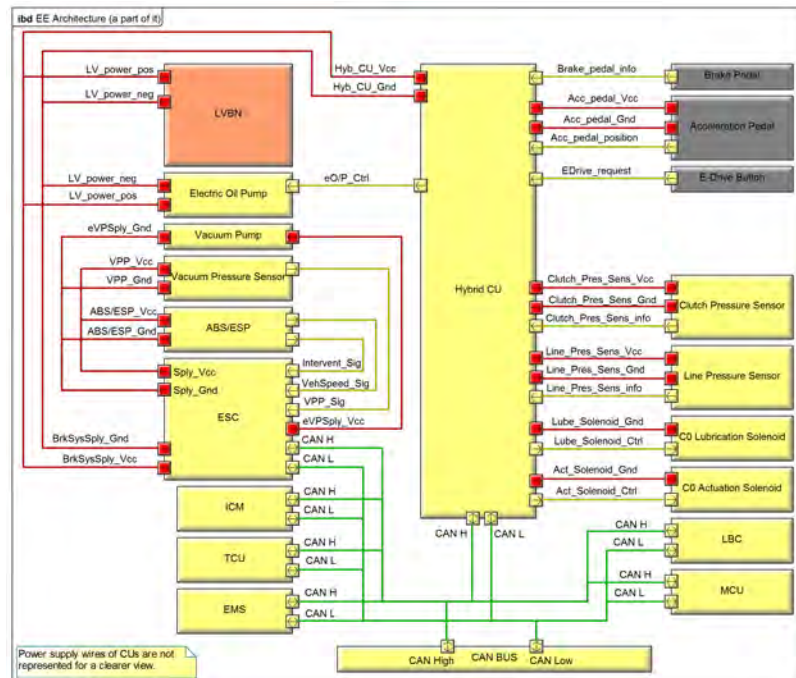 ibd EE Architecture (a part of it)
LV_power_pos
LV_power_neg
LVBN
Hyb_CU_Vcc
Hyb_CU_Gnd
Brake_pedal_info
Brake Pedal
Acc_pedal_Vcc
Acc_pedal_Gnd
Acc_pedal_position
Acceleration Pedal
EDrive_request
E-Drive Button
LV_power_neg
LV_power_pos
Electric Oil Pump
eO/P_Ctrl
eVPSply_Gnd
Vacuum Pump
VPP_Vcc
VPP_Gnd
Vacuum Pressure Sensor
Hybrid CU
ABS/ESP_Vcc
ABS/ESP_Gnd
ABS/ESP
Clutch_Pres_Sens_Vcc
Clutch_Pres_Sens_Gnd
Clutch_Pres_Sens_info
Clutch Pressure Sensor
Sply_Vcc
Sply_Gnd
ESC
Intervent_Sig
VehSpeed_Sig
VPP_Sig
eVPSply_Vcc
CAN H
CAN L
Line_Pres_Sens_Vcc
Line_Pres_Sens_Gnd
Line_Pres_Sens_info
Line Pressure Sensor
BrkSysSply_Gnd
BrkSysSply_Vcc
Lube_Solenoid_Gnd
Lube_Solenoid_Ctrl
C0 Lubrication Solenoid
Act_Solenoid_Gnd
Act_Solenoid_Ctrl
C0 Actuation Solenoid
ICM
CAN H
CAN L
CAN H
CAN L
CAN H
CAN L
LBC
TCU
CAN H
CAN L
CAN H
CAN L
MCU
EMS
CAN H
CAN L
Power supply wires of CUs are not
represented for a clearer view.
CAN High
CAN BUS
CAN Low